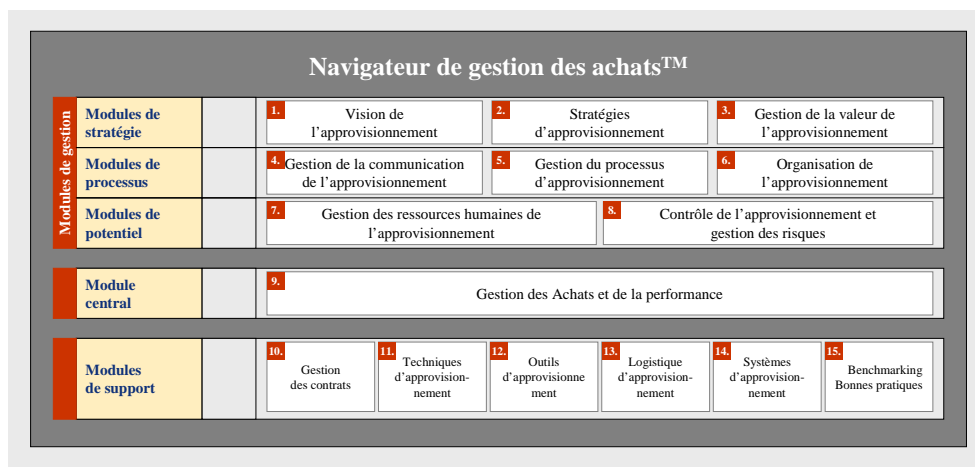 Navigateur de gestion des achats™
Modules de gestion
Modules de
stratégie
1.
Vision de
l'approvisionnement
2.
Stratégies
d'approvisionnement
3.
Gestion de la valeur de
l'approvisionnement
Modules de
processus
4.
Gestion de la communication
de l'approvisionnement
5.
Gestion du processus
d'approvisionnement
6.
Organisation de
l'approvisionnement
Modules de
potentiel
7.
Gestion des ressources humaines de
l'approvisionnement
8.
Contrôle de l'approvisionnement et
gestion des risques
Module
central
9.
Gestion des Achats et de la performance
Modules
de support
10.
Gestion
des contrats
11.
Techniques
d'approvision-
nement
12.
Outils
d'approvisionne
ment
13.
Logistique
d'approvision-
nement
14.
Systèmes
d'approvision-
nement
15.
Benchmarking
Bonnes pratiques